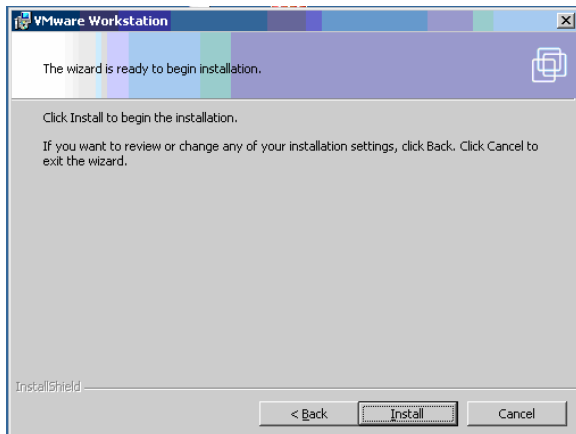 VMware Workstation
The wizard is ready to begin installation.
Click Install to begin the installation.
If you want to review or change any of your installation settings, click Back. Click Cancel to
exit the wizard.
InstallShield
< Back
Install
Cancel